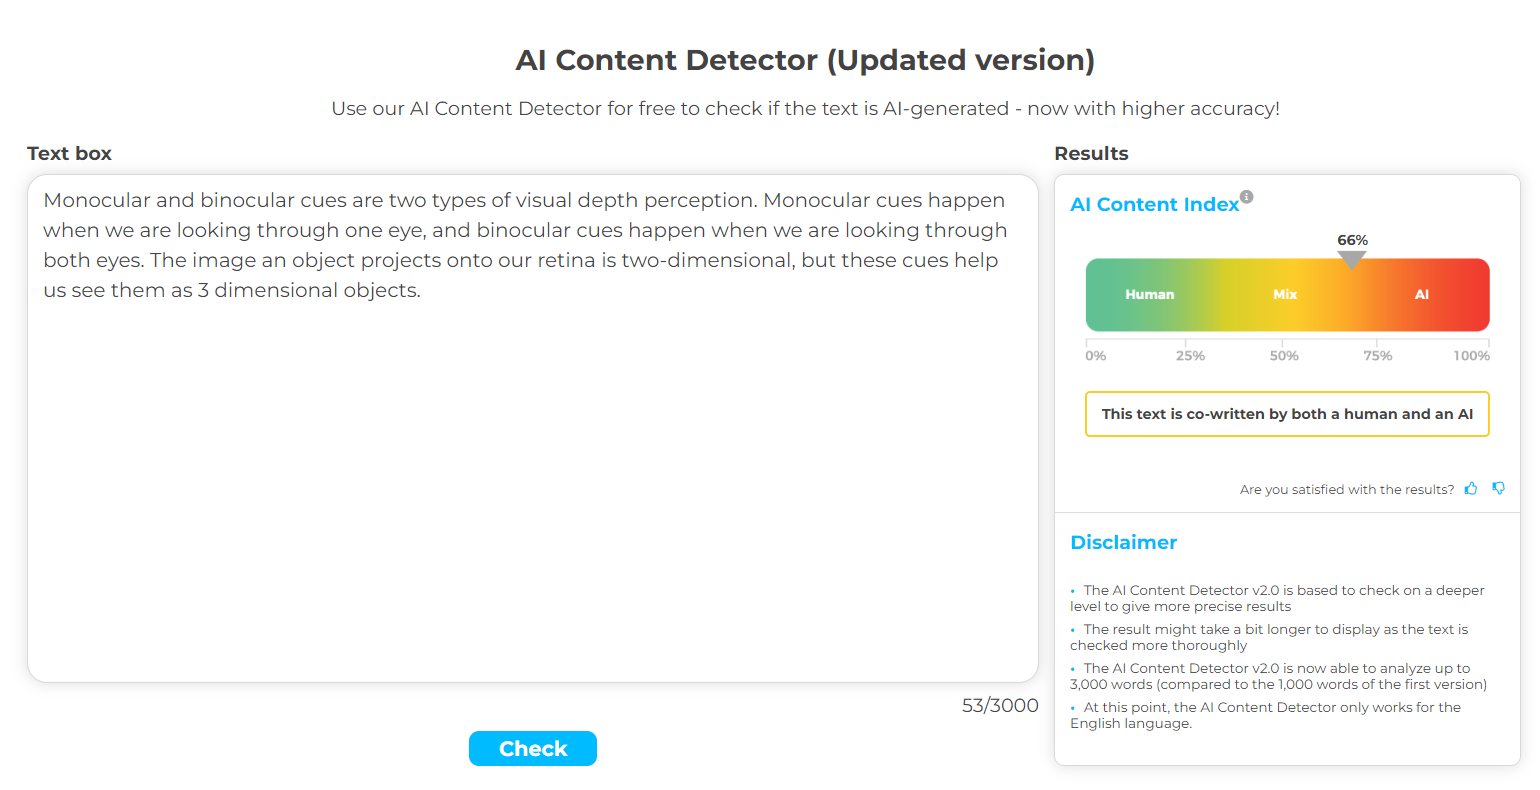 AI Content Detector (Updated version)
Use our AI Content Detector for free to check if the text is AI-generated - now with higher accuracy!
Text box
Monocular and binocular cues are two types of visual depth perception. Monocular cues happen
when we are looking through one eye, and binocular cues happen when we are looking through
both eyes. The image an object projects onto our retina is two-dimensional, but these cues help
us see them as 3 dimensional objects.
53/3000
Check
Results
AI Content Index
66%
Human Mix AI
0% 25% 50% 75% 100%
This text is co-written by both a human and an AI
Are you satisfied with the results?
Disclaimer
• The AI Content Detector v2.0 is based to check on a deeper
level to give more precise results
• The result might take a bit longer to display as the text is
checked more thoroughly
• The AI Content Detector v2.0 is now able to analyze up to
3,000 words (compared to the 1,000 words of the first version)
• At this point, the AI Content Detector only works for the
English language.